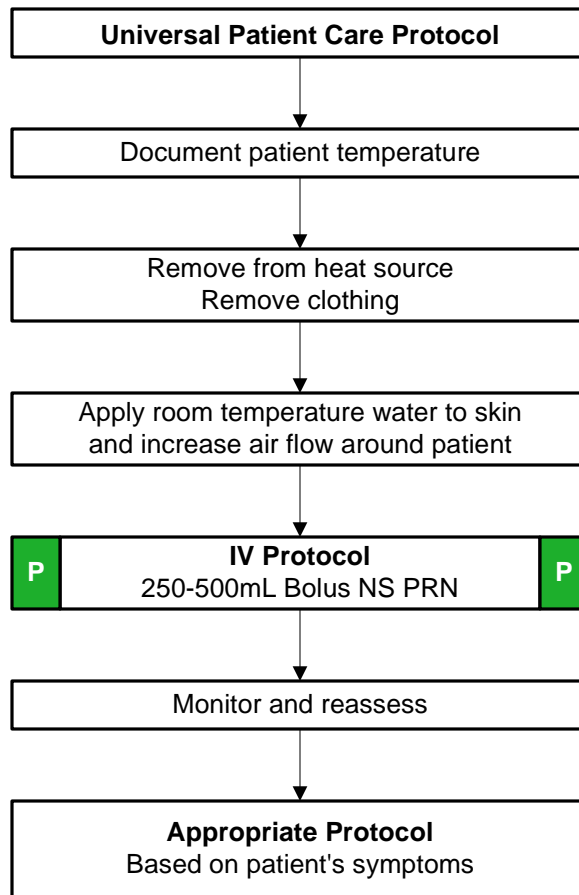 Universal Patient Care Protocol
Document patient temperature
Remove from heat source
Remove clothing
Apply room temperature water to skin
and increase air flow around patient
P IV Protocol P
250-500mL Bolus NS PRN
Monitor and reassess
Appropriate Protocol
Based on patient's symptoms